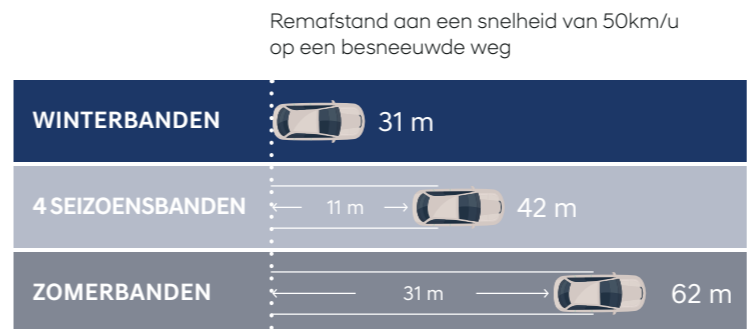 Remafstand aan een snelheid van 50km/u
op een besneeuwde weg
WINTERBANDEN 31 m
4 SEIZOENSBANDEN 11 m 42 m
ZOMERBANDEN 31 m 62 m